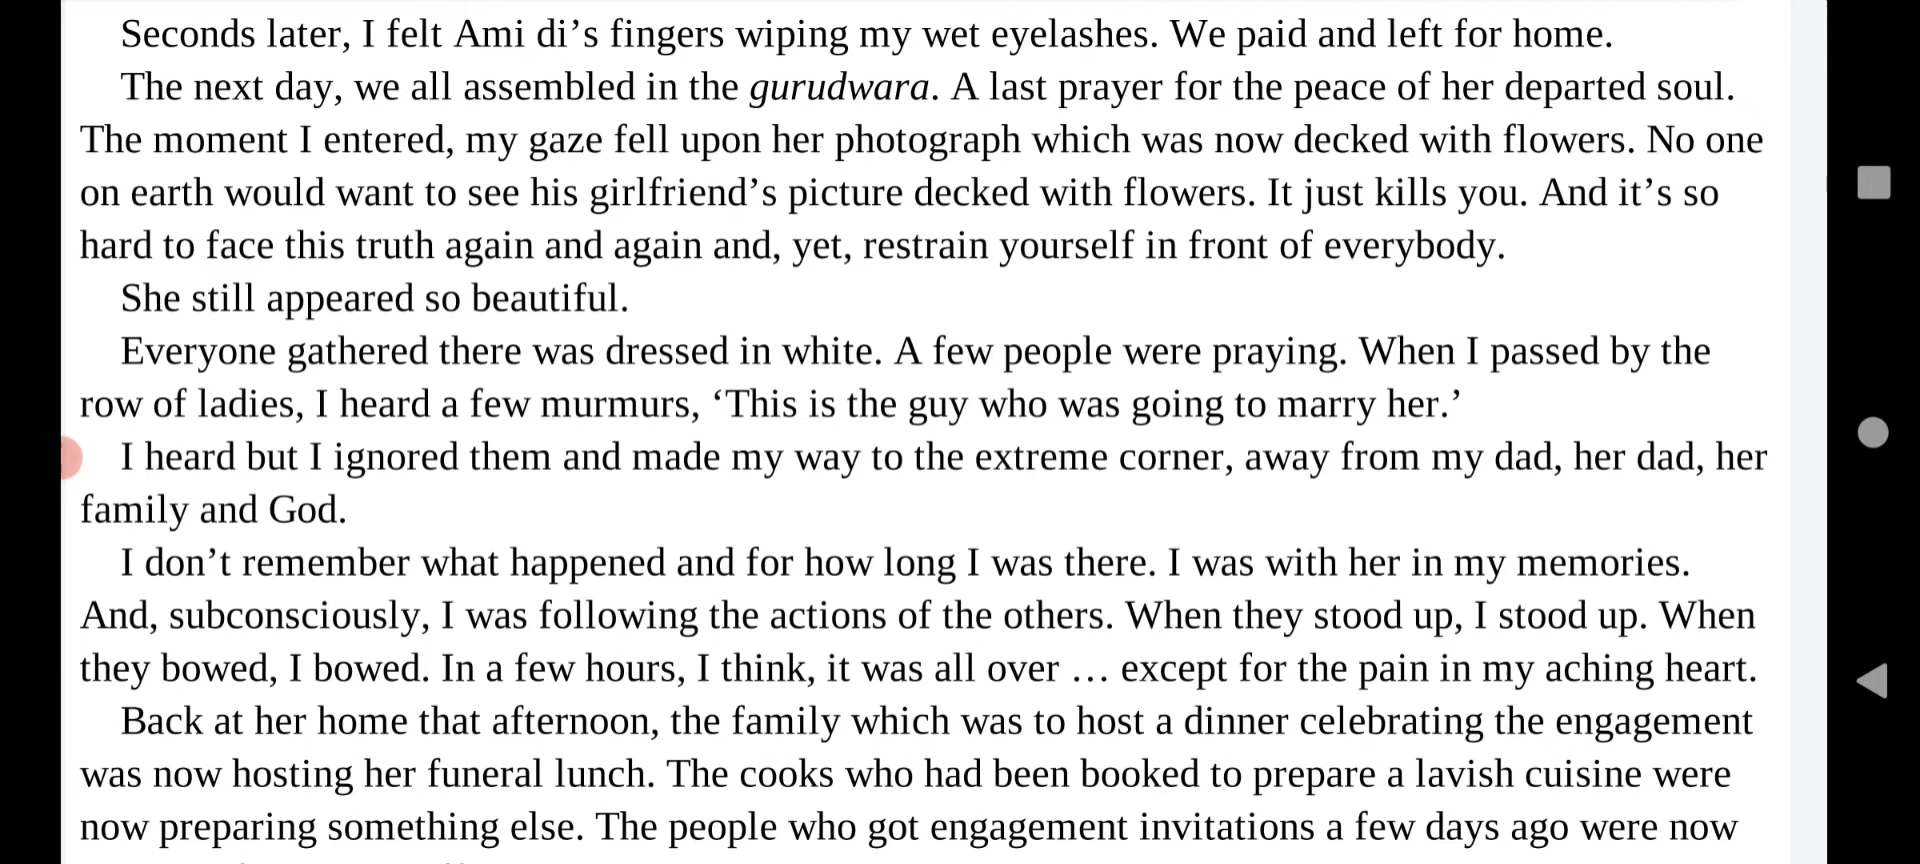 Seconds later, I felt Ami di’s fingers wiping my wet eyelashes. We paid and left for home.
The next day, we all assembled in the gurudwara. A last prayer for the peace of her departed soul.
The moment I entered, my gaze fell upon her photograph which was now decked with flowers. No one
on earth would want to see his girlfriend’s picture decked with flowers. It just kills you. And it’s so
hard to face this truth again and again and, yet, restrain yourself in front of everybody.
She still appeared so beautiful.
Everyone gathered there was dressed in white. A few people were praying. When I passed by the
row of ladies, I heard a few murmurs, ‘This is the guy who was going to marry her.’
I heard but I ignored them and made my way to the extreme corner, away from my dad, her dad, her
family and God.
I don’t remember what happened and for how long I was there. I was with her in my memories.
And, subconsciously, I was following the actions of the others. When they stood up, I stood up. When
they bowed, I bowed. In a few hours, I think, it was all over … except for the pain in my aching heart.
Back at her home that afternoon, the family which was to host a dinner celebrating the engagement
was now hosting her funeral lunch. The cooks who had been booked to prepare a lavish cuisine were
now preparing something else. The people who got engagement invitations a few days ago were now